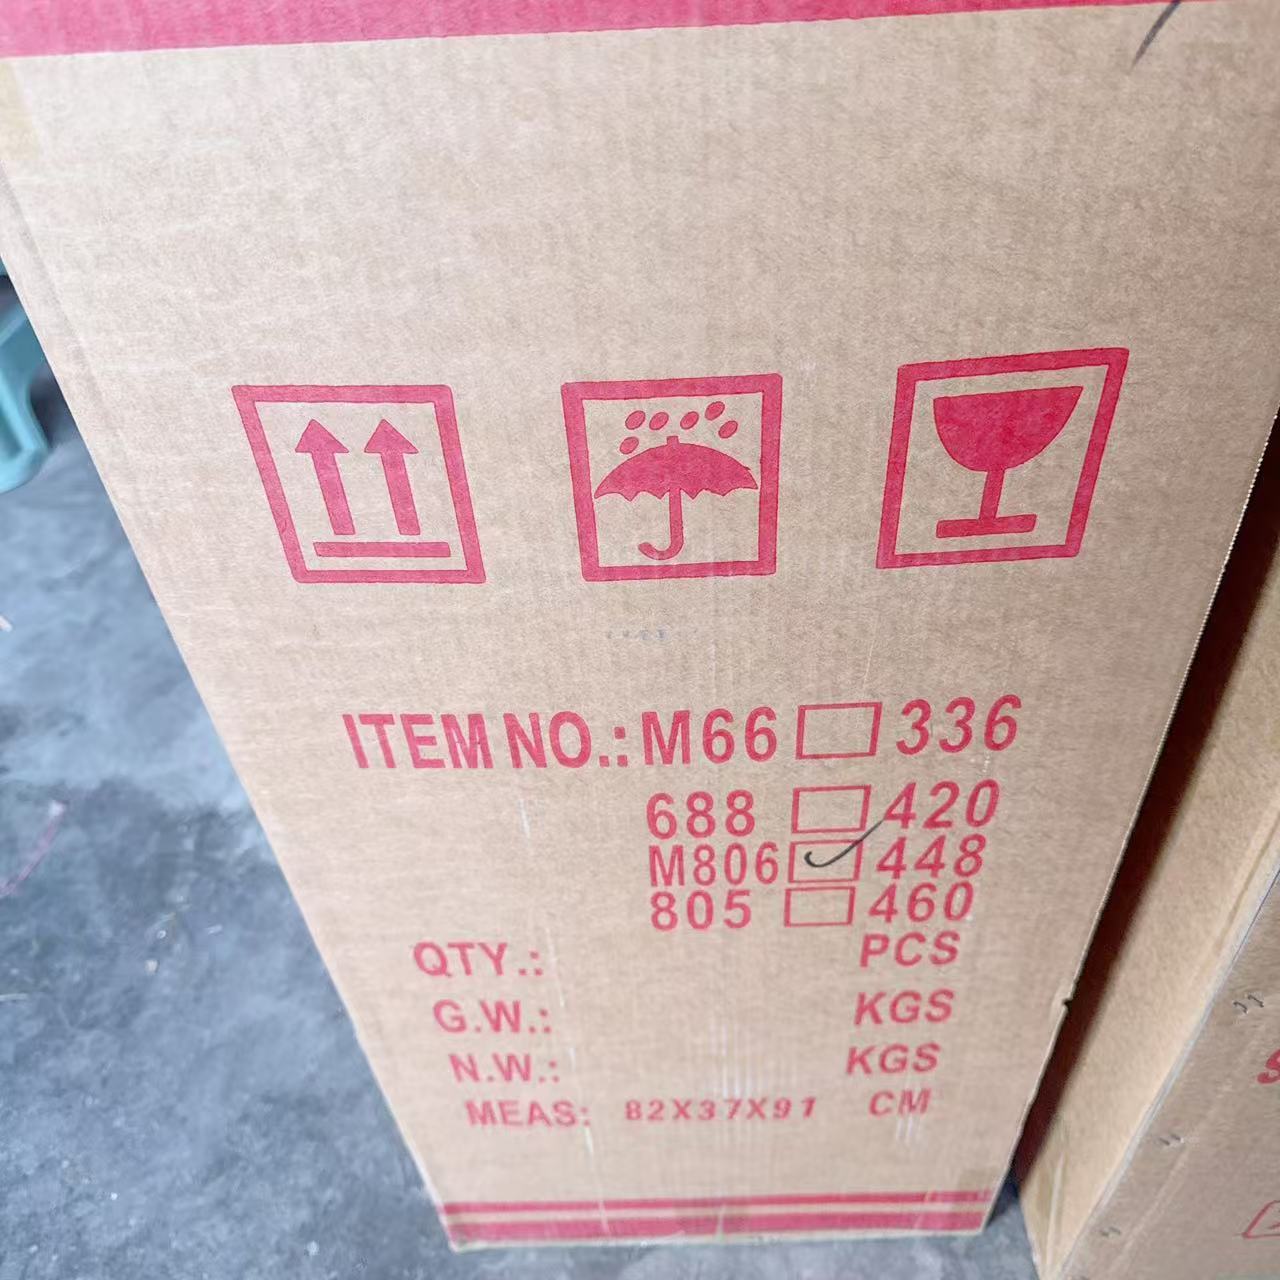 ITEM NO.: M66 336
688 420
M806 448
805 460
QTY.: PCS
G.W.: KGS
N.W.: KGS
MEAS: 82X37X91 CM